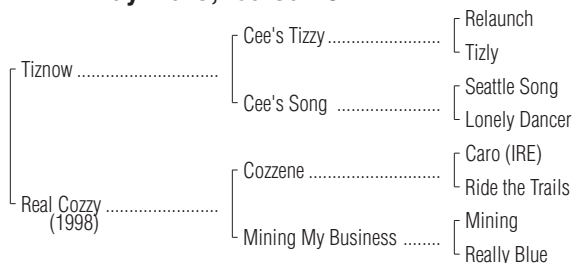 Relaunch
Cee's Tizzy ........................
Tizly
Tiznow ..............................
Seattle Song
Cee's Song ......................
Lonely Dancer
Caro (IRE)
Cozzene ............................
Ride the Trails
Real Cozzy ........................
(1998)
Mining
Mining My Business ........
Really Blue